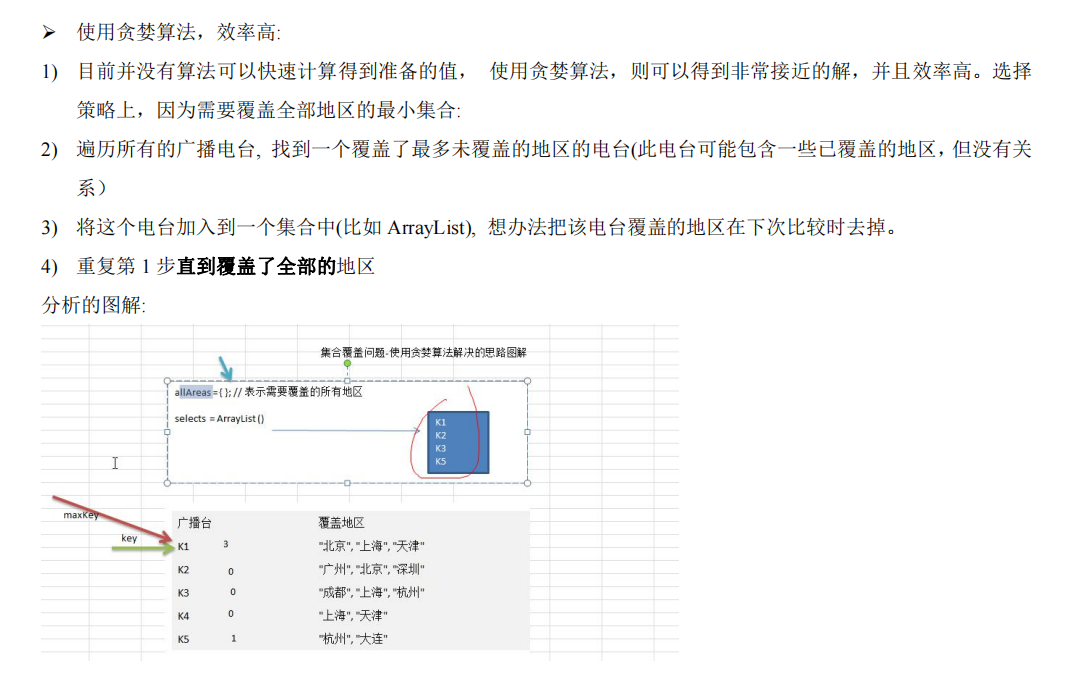 ➢ 使用贪婪算法，效率高:
1) 目前并没有算法可以快速计算得到准备的值， 使用贪婪算法，则可以得到非常接近的解，并且效率高。选择
策略上，因为需要覆盖全部地区的最小集合:
2) 遍历所有的广播电台, 找到一个覆盖了最多未覆盖的地区的电台(此电台可能包含一些已覆盖的地区，但没有关
系）
3) 将这个电台加入到一个集合中(比如 ArrayList), 想办法把该电台覆盖的地区在下次比较时去掉。
4) 重复第 1 步直到覆盖了全部的地区
分析的图解:
集合覆盖问题-使用贪婪算法解决的思路图解
allAreas={ }; // 表示需要覆盖的所有地区
selects = ArrayList ()
K1
K2
K3
K5
maxKey
key
广播台 覆盖地区
K1 3 "北京", "上海", "天津"
K2 0 "广州", "北京", "深圳"
K3 0 "成都", "上海", "杭州"
K4 0 "上海", "天津"
K5 1 "杭州", "大连"